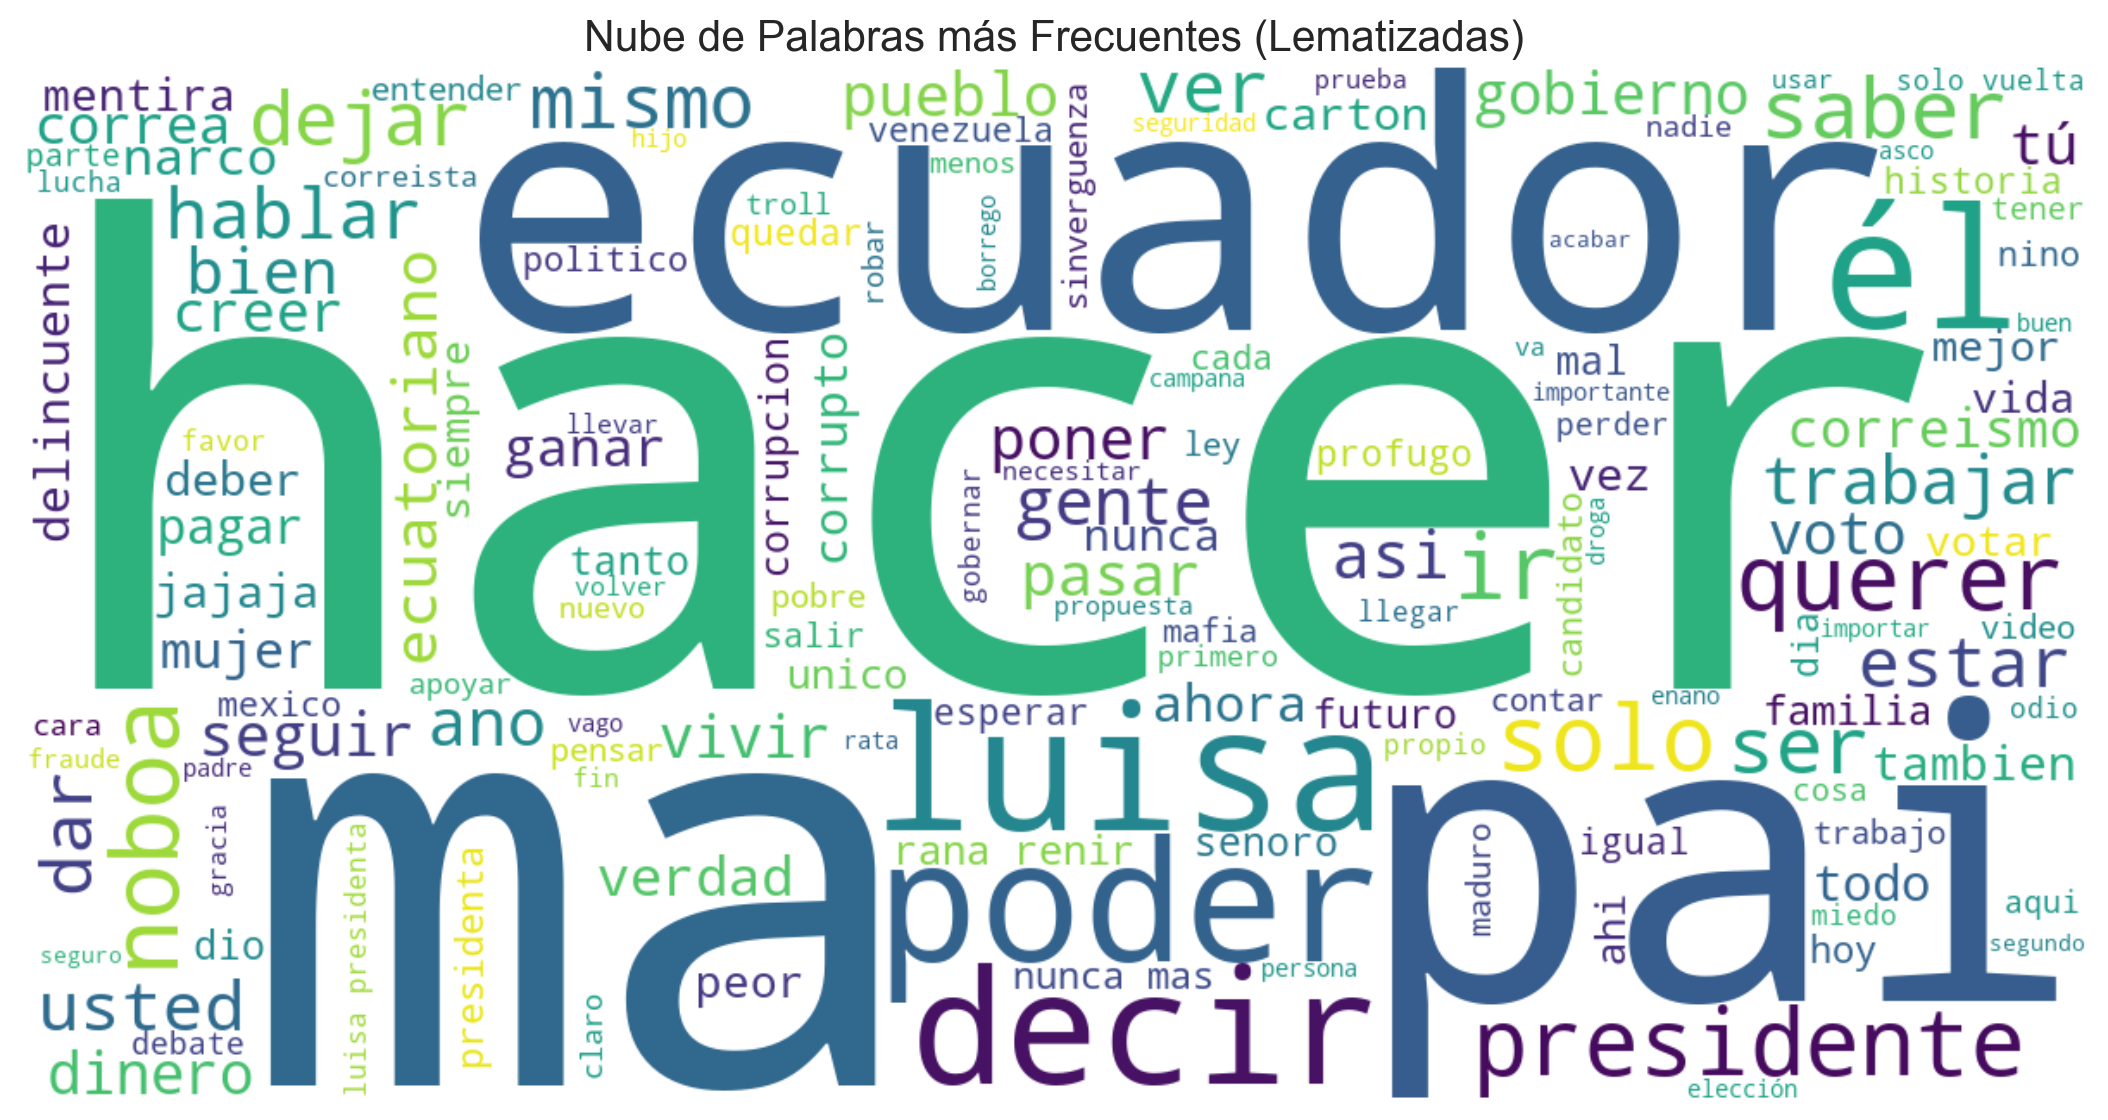 Nube de Palabras más Frecuentes (Lematizadas)
mentira
correa
dejar
entender
mismo
hijo
pueblo
venezuela
menos
ver
seguridad
carton
prueba
gobierno
nadie
usar
solo vuelta
saber
tú
asco
historia
tener
nino
parte
narco
lucha
correista
hablar
bien
creer
ecuador
politico
troll
quedar
robar
borrego
sinverguenza
acabar
él
buen
mejor
delincuente
ecuatoriano
siempre
hacer
favor
deber
pagar
jajaja
mujer
llevar
ganar
tanto
volver
nuevo
corrupcion
corrupto
pobre
salir
unico
apoyar
cada
campana
poner
ley
necesitar
gente
nunca
gobernar
pasar
propuesta
mafia
primero
profugo
asi
ir
llegar
va
mal
importante
perder
vez
candidato
droga
vida
correismo
trabajar
voto
votar
querer
dia
importar
video
estar
mexico
cara
fraude
padre
seguir
ano
vago
pensar
fin
vivir
rata
luisa
esperar
ahora
futuro
contar
enano
propio
solo
familia
ser
odio
tambien
cosa
dar
noboa
gracia
dio
seguro
ma
luisa presidenta
presidenta
verdad
peor
claro
rana renir
senoro
poder
nunca mas
persona
decir
pai
maduro
igual
ahi
trabajo
todo
miedo
hoy
aqui
segundo
usted
debate
dinero
presidente
elección